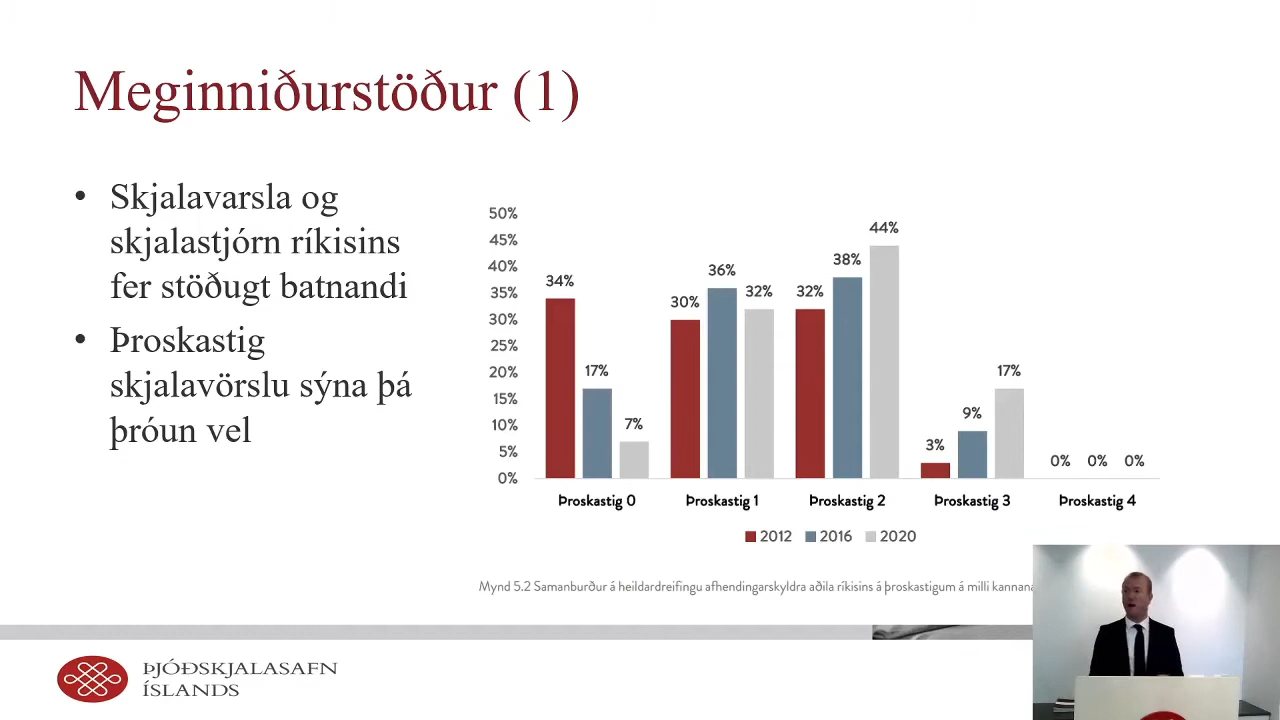 Meginniðurstöður (1)
• Skjalavarsla og
skjalastjórn ríkisins
fer stöðugt batnandi
• Þroskastig
skjalavörslu sýna þá
þróun vel
50%
45%
40%
35%
30%
25%
20%
15%
10%
5%
0%
34%
17%
7%
30%
36%
32%
32%
38%
44%
3%
9%
17%
0%
0%
0%
Þroskastig 0
Þroskastig 1
Þroskastig 2
Þroskastig 3
Þroskastig 4
2012
2016
2020
Mynd 5.2 Samanburður á heildardreifingu afhendingarskyldra aðila ríkisins á þroskastigum á milli kannana
ÞJÓÐSKJALASAFN
ÍSLANDS